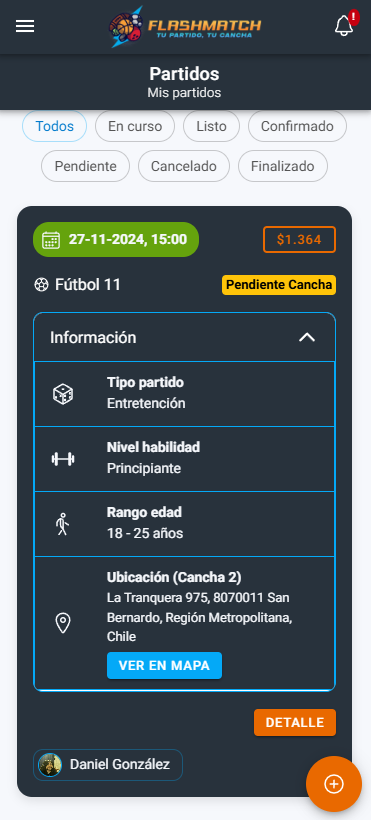 FLASHMATCH
TU PARTIDO, TU CANCHA
!
Partidos
Mis partidos
Todos
En curso
Listo
Confirmado
Pendiente
Cancelado
Finalizado
27-11-2024, 15:00
$1.364
Fútbol 11
Pendiente Cancha
Información
Tipo partido
Entretención
Nivel habilidad
Principiante
Rango edad
18 - 25 años
Ubicación (Cancha 2)
La Tranquera 975, 8070011 San
Bernardo, Región Metropolitana,
Chile
VER EN MAPA
DETALLE
Daniel González